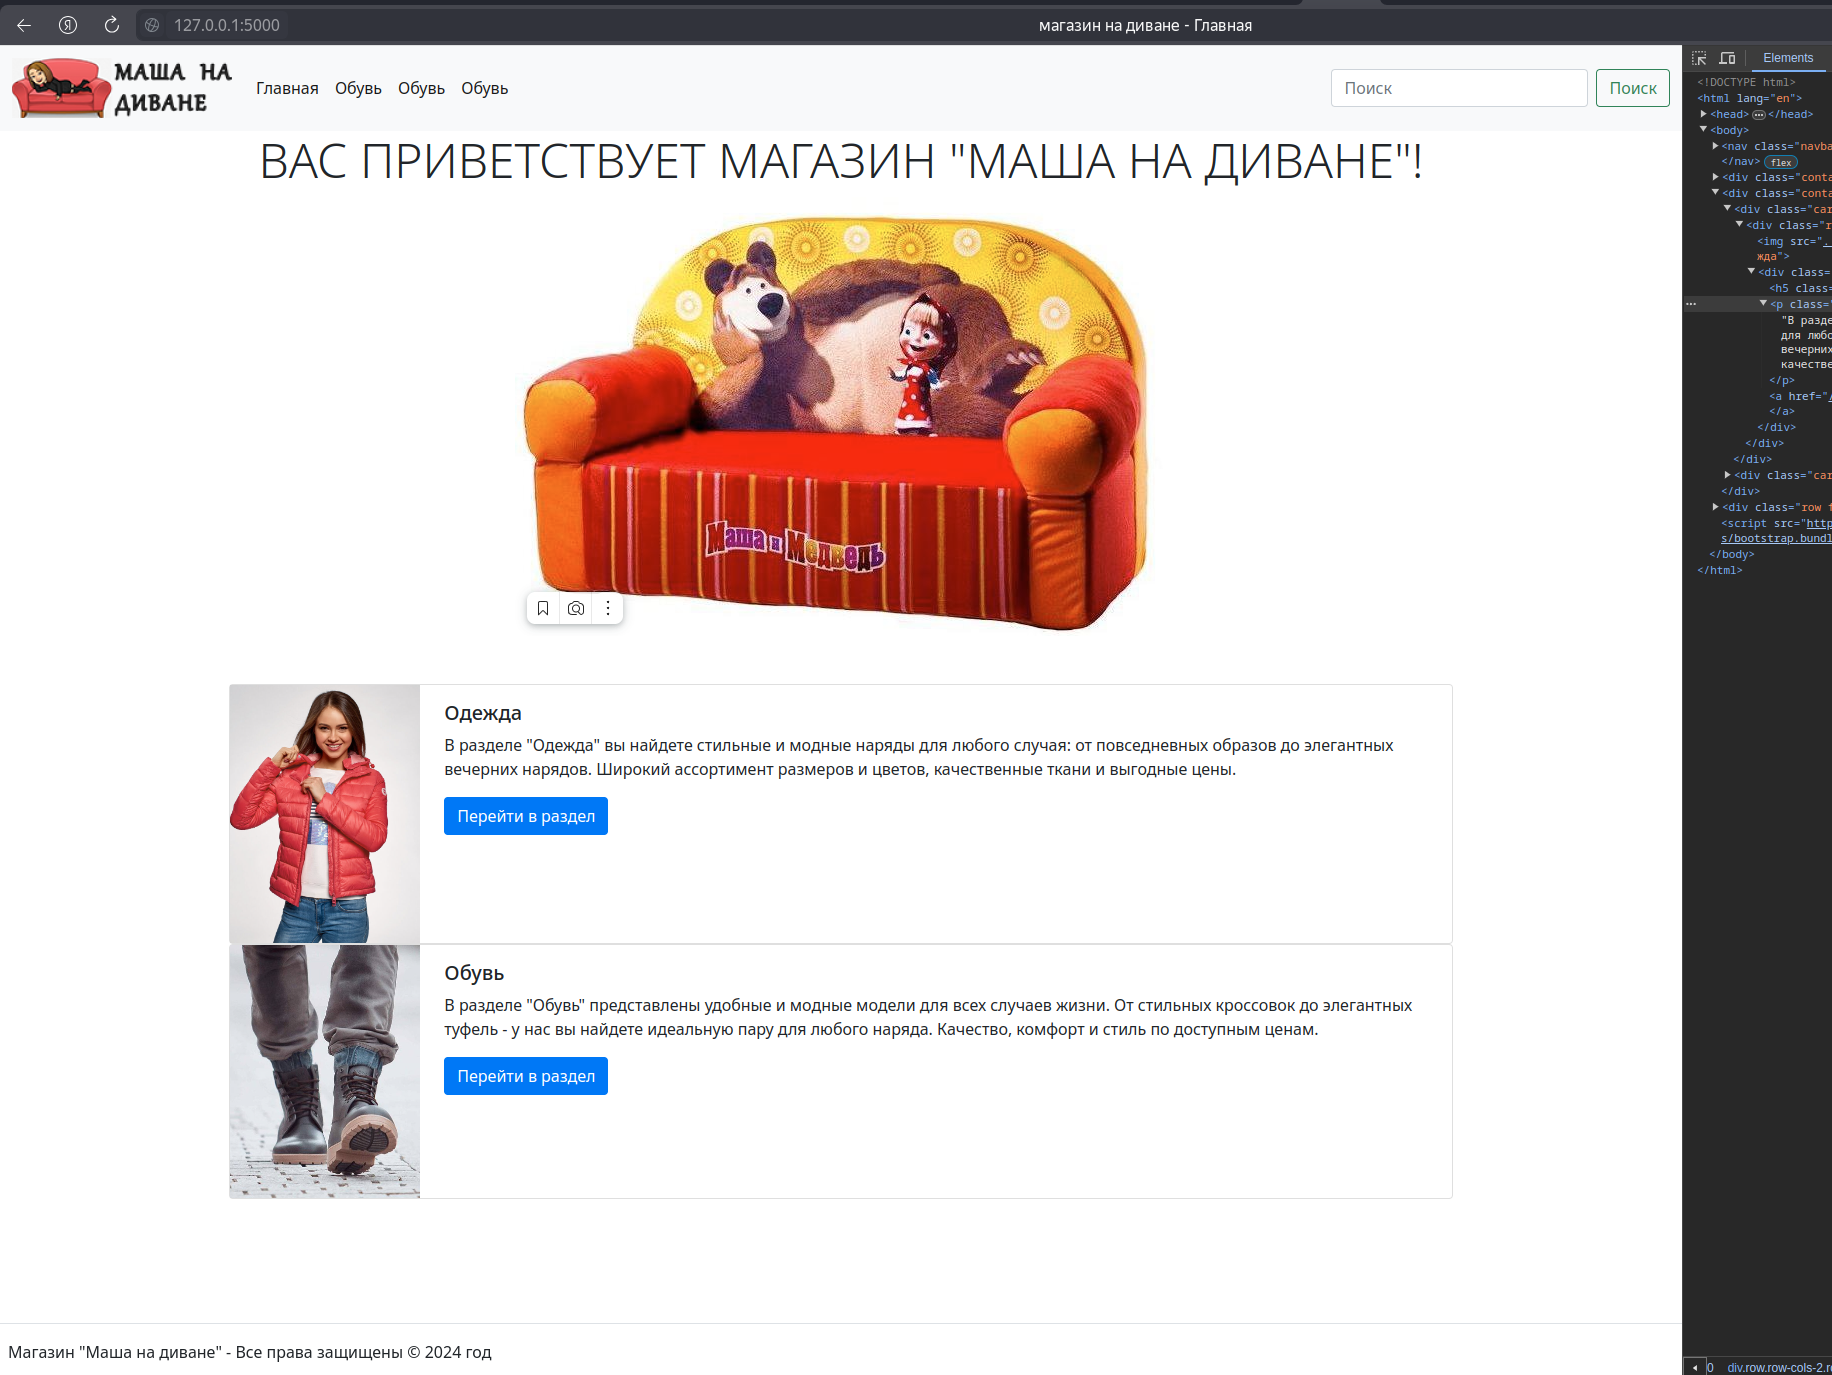 127.0.0.1:5000
магазин на диване - Главная
МАША НА
ДИВАНЕ
Главная Обувь Обувь Обувь
Поиск
Поиск
ВАС ПРИВЕТСТВУЕТ МАГАЗИН "МАША НА ДИВАНЕ"!
Маша и Медведь
Одежда
В разделе "Одежда" вы найдете стильные и модные наряды для любого случая: от повседневных образов до элегантных
вечерних нарядов. Широкий ассортимент размеров и цветов, качественные ткани и выгодные цены.
Перейти в раздел
Обувь
В разделе "Обувь" представлены удобные и модные модели для всех случаев жизни. От стильных кроссовок до элегантных
туфель - у нас вы найдете идеальную пару для любого наряда. Качество, комфорт и стиль по доступным ценам.
Перейти в раздел
Магазин "Маша на диване" - Все права защищены © 2024 год
Elements
<!DOCTYPE html>
<html lang="en">
<head> </head>
<body>
<nav class="navba
</nav> flex
<div class="conta
<div class="conta
<div class="car
<div class="r
<img src="..
жда">
<div class=
<h5 class=
<p class="
"В разде
для любо
вечерних
качестве
</p>
<a href="/
</a>
</div>
</div>
</div>
<div class="car
</div>
<div class="row f
<script src="http
s/bootstrap.bundl
</body>
</html>
0 div.row.row-cols-2.r